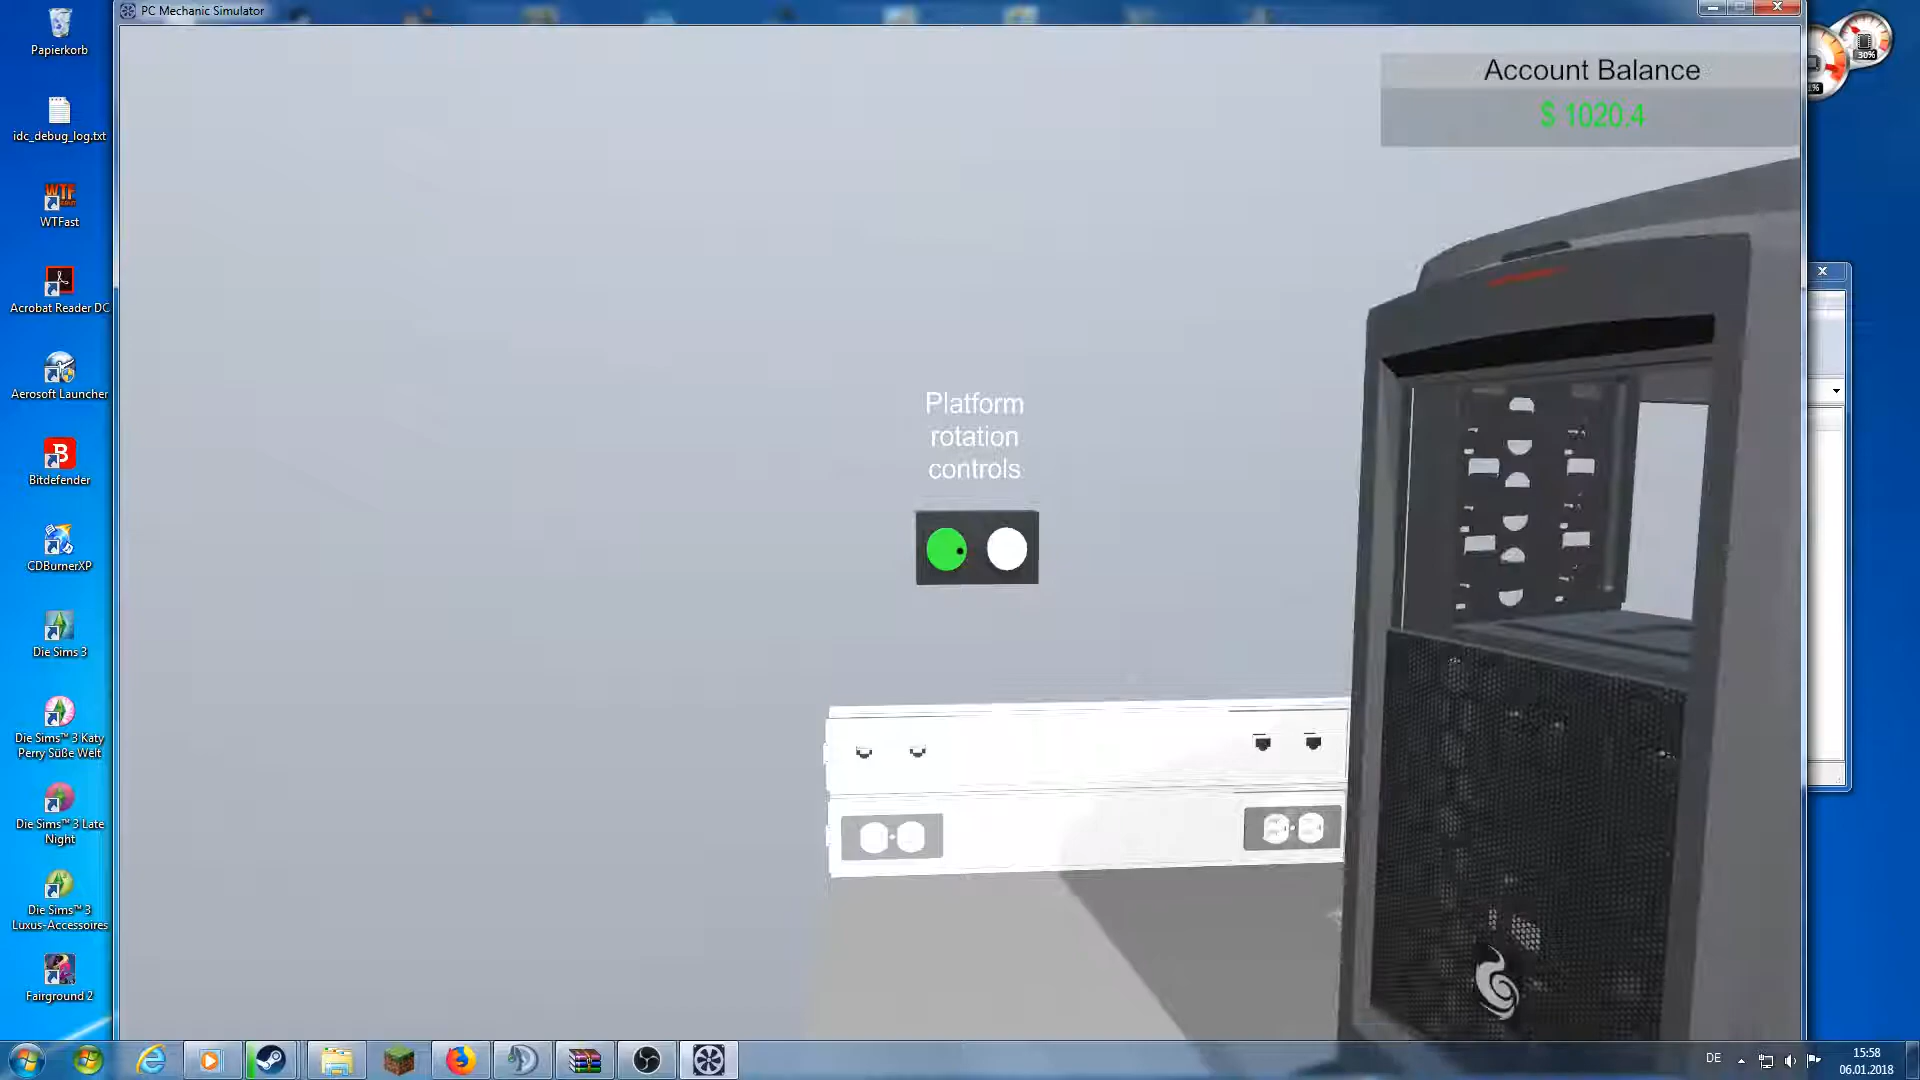 PC Mechanic Simulator
Papierkorb
idc_debug_log.txt
WTF
WTFast
Acrobat Reader DC
Aerosoft Launcher
B
Bitdefender
CDBurnerXP
Die Sims 3
Die Sims™ 3 Katy
Perry Süße Welt
Die Sims™ 3 Late
Night
Die Sims™ 3
Luxus-Accessoires
Fairground 2
Account Balance
$ 1020.4
30%
Platform
rotation
controls
DE
15:58
06.01.2018